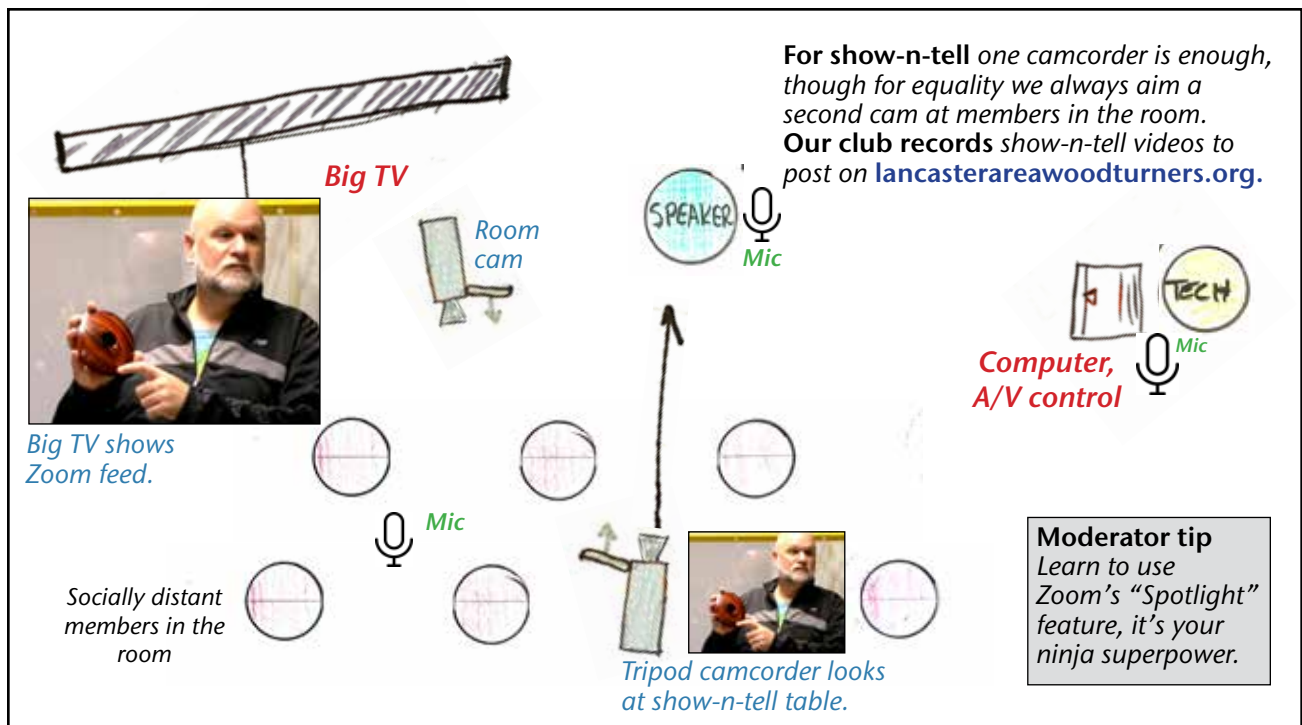 For show-n-tell one camcorder is enough,
though for equality we always aim a
second cam at members in the room.
Our club records show-n-tell videos to
post on lancasterareawoodturners.org.
Big TV
Room
cam
SPEAKER
Mic
TECH
Mic
Computer,
A/V control
Big TV shows
Zoom feed.
Mic
Socially distant
members in the
room
Tripod camcorder looks
at show-n-tell table.
Moderator tip
Learn to use
Zoom’s “Spotlight”
feature, it’s your
ninja superpower.